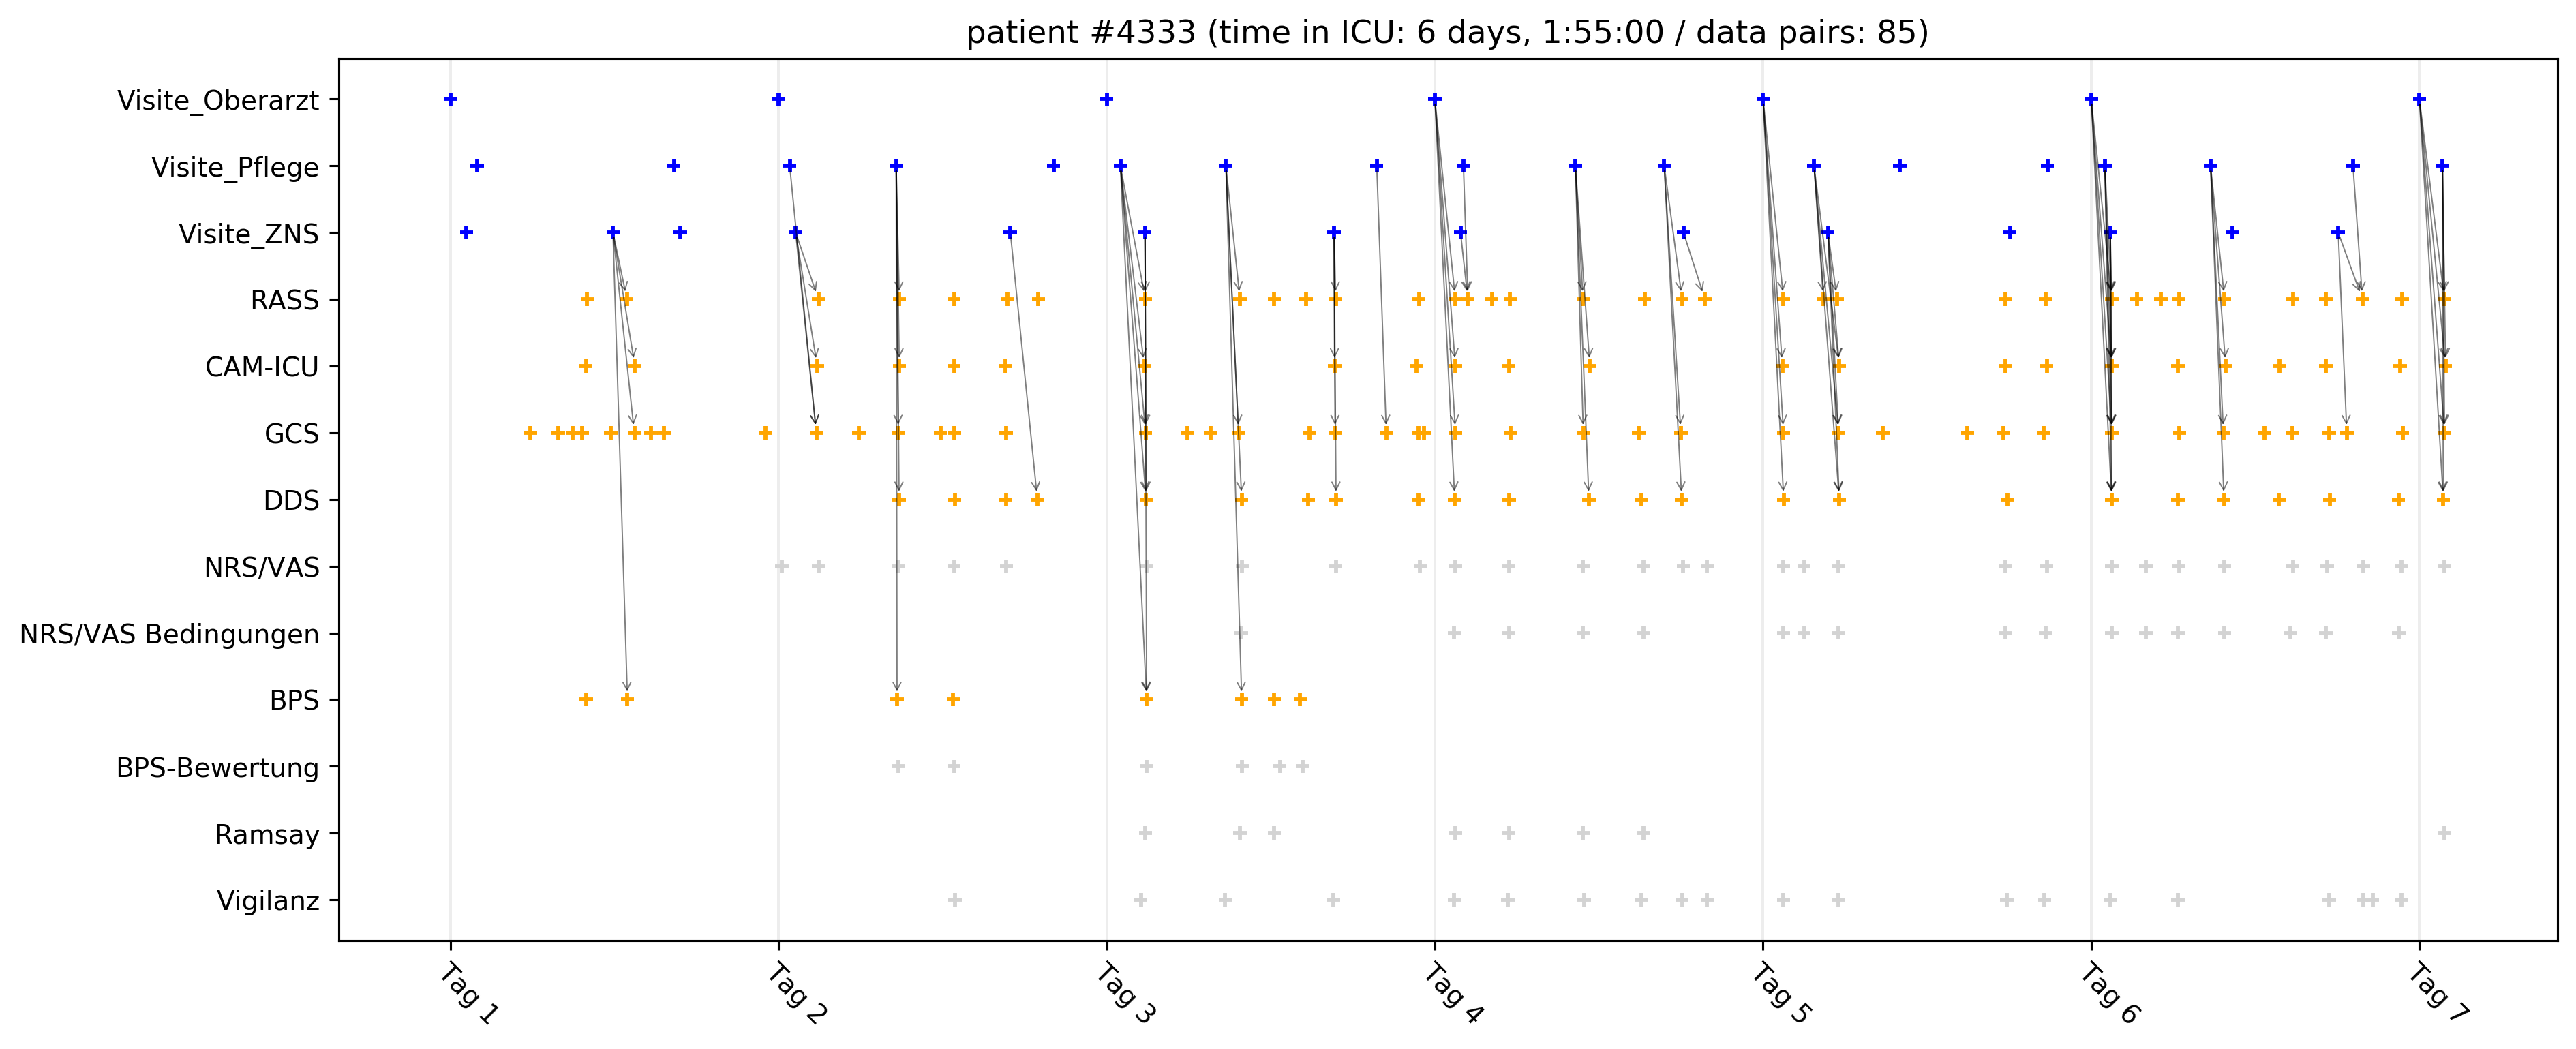 patient #4333 (time in ICU: 6 days, 1:55:00 / data pairs: 85)
Visite_Oberarzt
Visite_Pflege
Visite_ZNS
RASS
CAM-ICU
GCS
DDS
NRS/VAS
NRS/VAS Bedingungen
BPS
BPS-Bewertung
Ramsay
Vigilanz
Tag 1
Tag 2
Tag 3
Tag 4
Tag 5
Tag 6
Tag 7